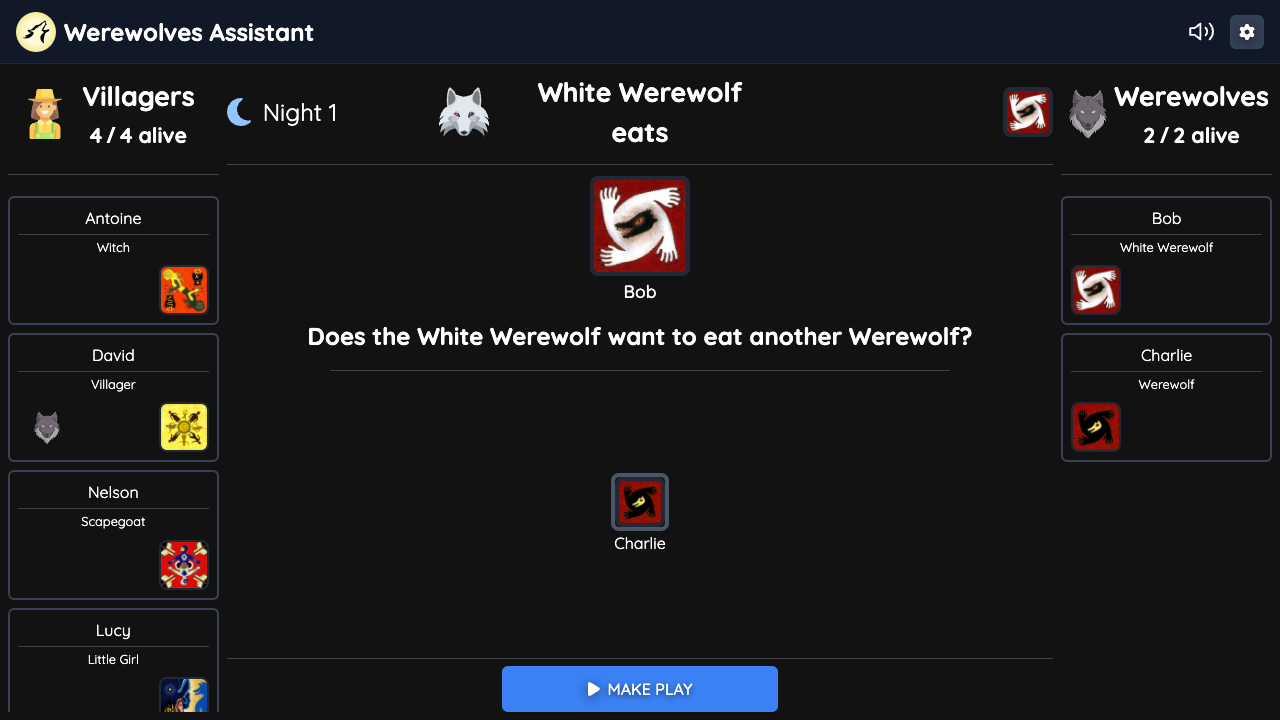 Werewolves Assistant
Villagers
4 / 4 alive
Night 1
White Werewolf
eats
Werewolves
2 / 2 alive
Antoine
Witch
David
Villager
Nelson
Scapegoat
Lucy
Little Girl
Bob
Does the White Werewolf want to eat another Werewolf?
Charlie
MAKE PLAY
Bob
White Werewolf
Charlie
Werewolf